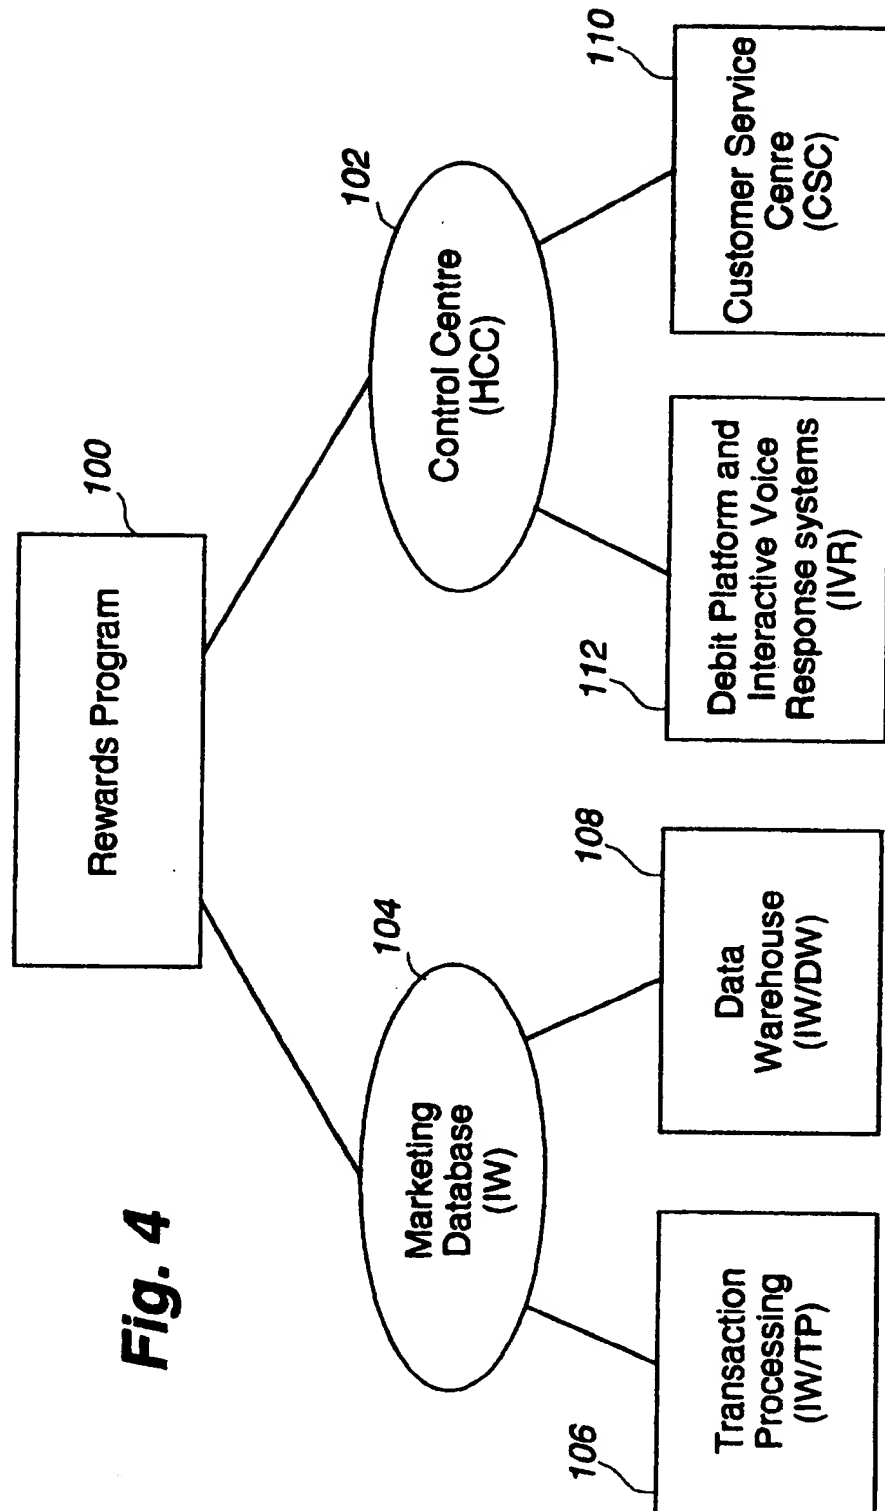 Fig. 4
100
Rewards Program
104
Marketing
Database
(IW)
102
Control Centre
(HCC)
106
Transaction
Processing
(IW/TP)
108
Data
Warehouse
(IW/DW)
112
Debit Platform and
Interactive Voice
Response systems
(IVR)
110
Customer Service
Cenre
(CSC)